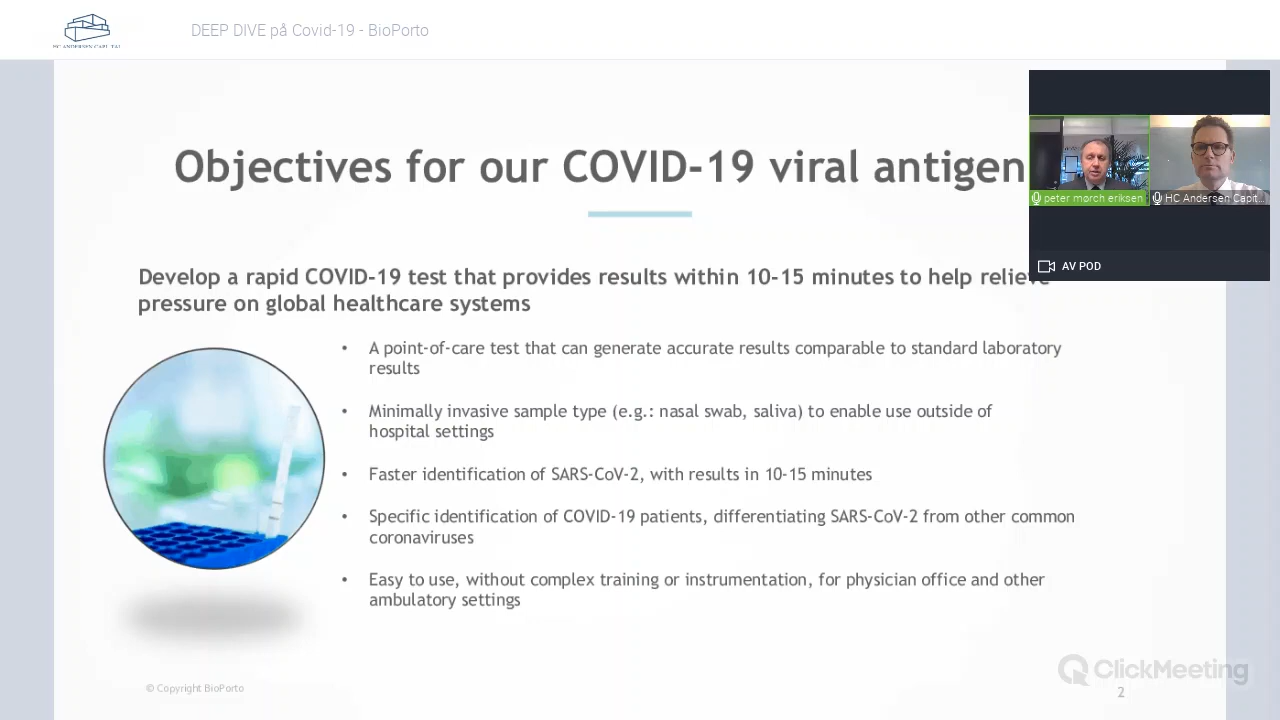 HC ANDERSEN CAPITAL
DEEP DIVE på Covid-19 - BioPorto
Objectives for our COVID-19 viral antigen
peter mørch eriksen
HC Andersen Capit...
AV POD
Develop a rapid COVID-19 test that provides results within 10-15 minutes to help relieve
pressure on global healthcare systems
• A point-of-care test that can generate accurate results comparable to standard laboratory
results
• Minimally invasive sample type (e.g.: nasal swab, saliva) to enable use outside of
hospital settings
• Faster identification of SARS-CoV-2, with results in 10-15 minutes
• Specific identification of COVID-19 patients, differentiating SARS-CoV-2 from other common
coronaviruses
• Easy to use, without complex training or instrumentation, for physician office and other
ambulatory settings
© Copyright BioPorto
ClickMeeting
2